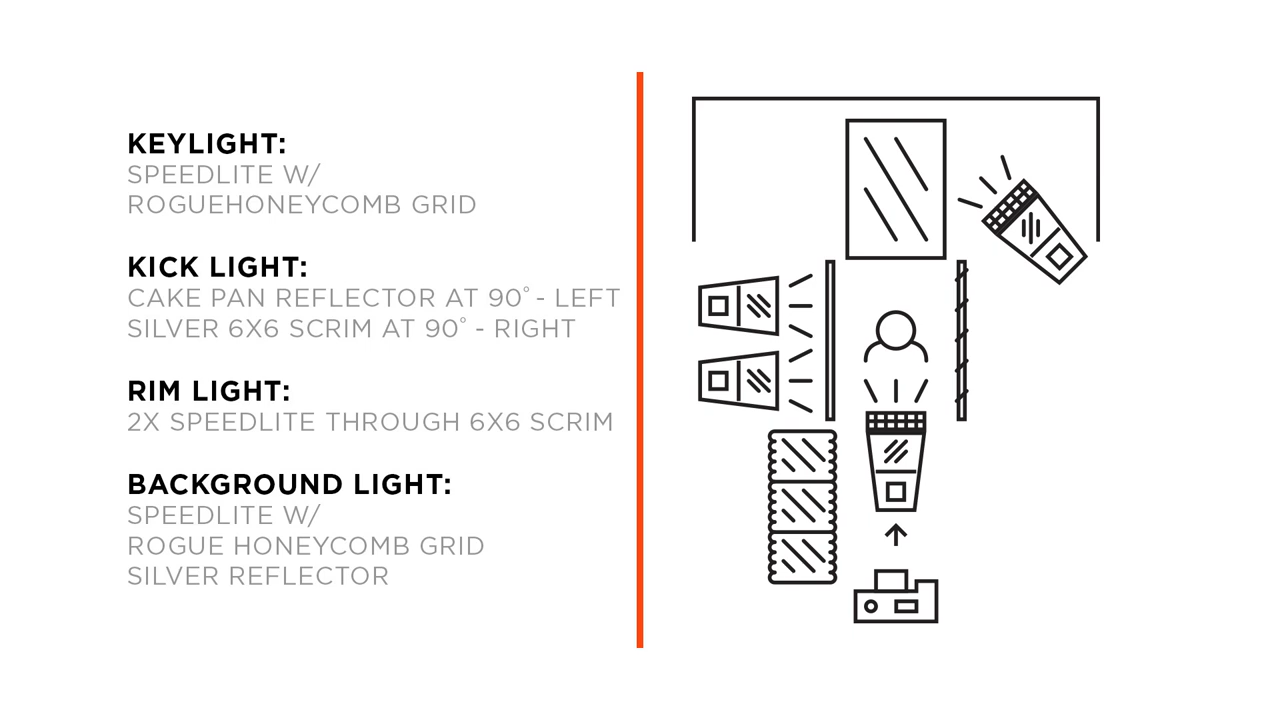 KEYLIGHT:
SPEEDLITE W/
ROGUEHONEYCOMB GRID
KICK LIGHT:
CAKE PAN REFLECTOR AT 90° - LEFT
SILVER 6X6 SCRIM AT 90° - RIGHT
RIM LIGHT:
2X SPEEDLITE THROUGH 6X6 SCRIM
BACKGROUND LIGHT:
SPEEDLITE W/
ROGUE HONEYCOMB GRID
SILVER REFLECTOR